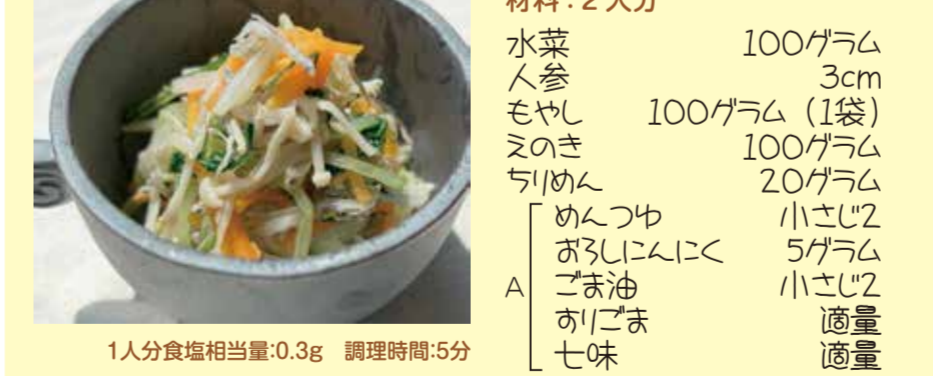 材料：2人分
水菜 100グラム
人参 3cm
もやし 100グラム（1袋）
えのき 100グラム
ちりめん 20グラム
A
めんつゆ 小さじ2
おろしにんにく 5グラム
ごま油 小さじ2
すりごま 適量
七味 適量
1人分食塩相当量:0.3g 調理時間:5分